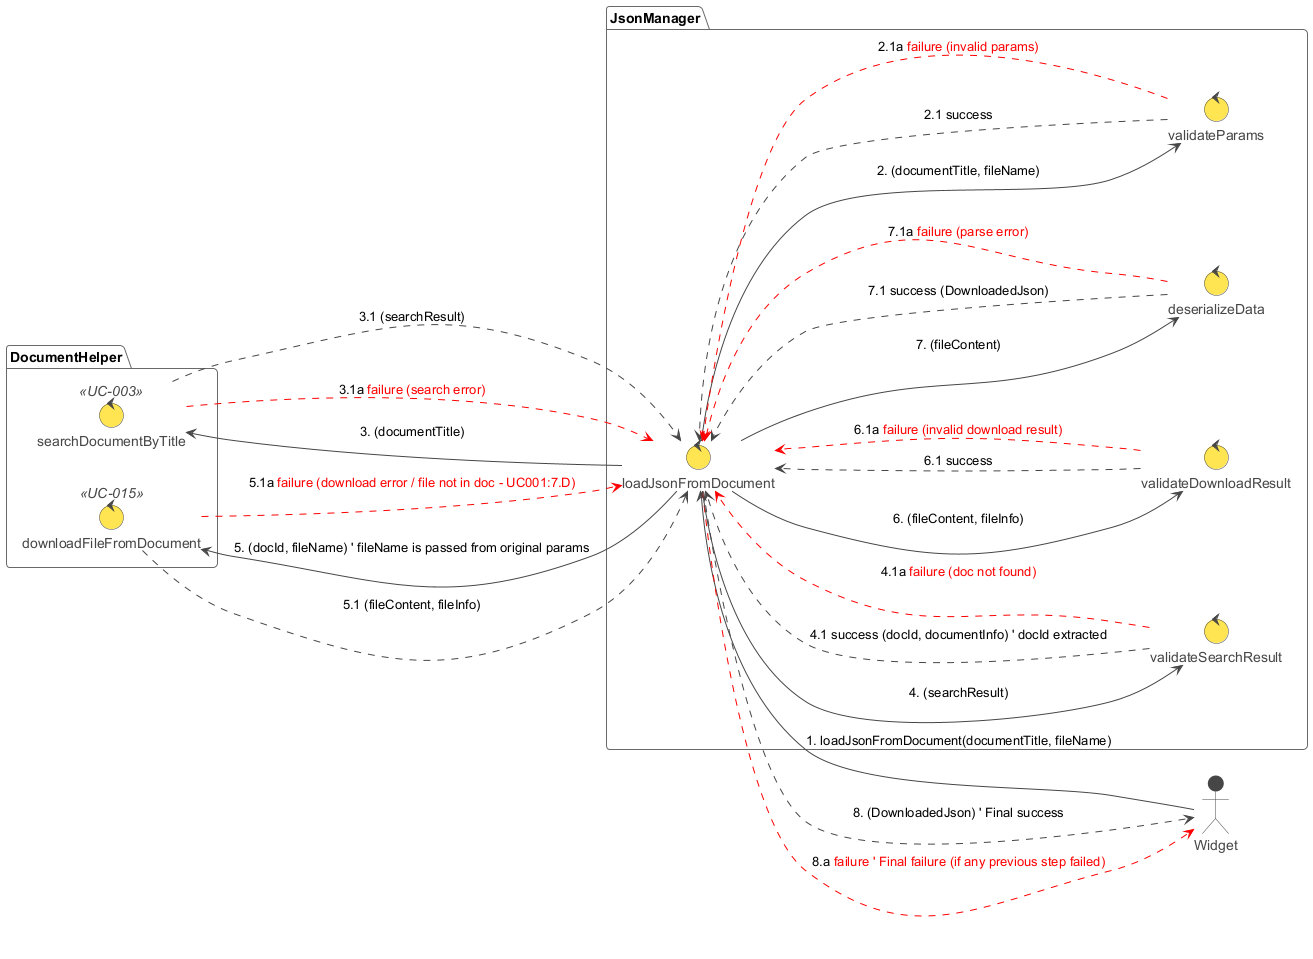 JsonManager
2.1a failure (invalid params)
2.1 success
validateParams
2. (documentTitle, fileName)
7.1a failure (parse error)
7.1 success (DownloadedJson)
deserializeData
3.1 (searchResult)
7. (fileContent)
DocumentHelper
«UC-003»
3.1a failure (search error)
searchDocumentByTitle
3. (documentTitle)
6.1a failure (invalid download result)
6.1 success
loadJsonFromDocument
validateDownloadResult
«UC-015»
5.1a failure (download error / file not in doc - UC001:7.D)
6. (fileContent, fileInfo)
downloadFileFromDocument
5. (docId, fileName) ' fileName is passed from original params
4.1a failure (doc not found)
5.1 (fileContent, fileInfo)
4.1 success (docId, documentInfo) ' docId extracted
validateSearchResult
4. (searchResult)
1. loadJsonFromDocument(documentTitle, fileName)
8. (DownloadedJson) ' Final success
Widget
8.a failure ' Final failure (if any previous step failed)